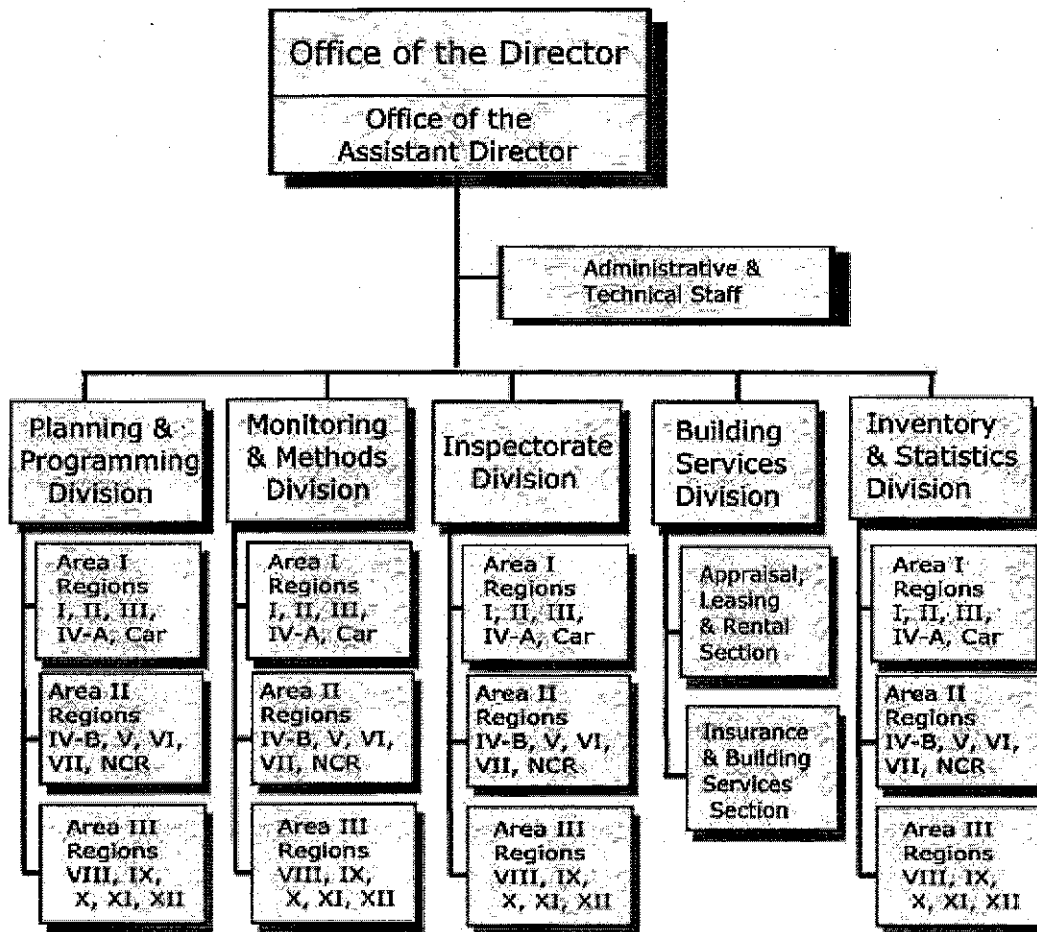 Office of the Director
Office of the
Assistant Director
Administrative &
Technical Staff
Planning &
Programming
Division
Area I
Regions
I, II, III,
IV-A, Car
Area II
Regions
IV-B, V, VI,
VII, NCR
Area III
Regions
VIII, IX,
X, XI, XII
Monitoring
& Methods
Division
Area I
Regions
I, II, III,
IV-A, Car
Area II
Regions
IV-B, V, VI,
VII, NCR
Area III
Regions
VIII, IX,
X, XI, XII
Inspectorate
Division
Area I
Regions
I, II, III,
IV-A, Car
Area II
Regions
IV-B, V, VI,
VII, NCR
Area III
Regions
VIII, IX,
X, XI, XII
Building
Services
Division
Appraisal,
Leasing
& Rental
Section
Insurance
& Building
Services
Section
Inventory
& Statistics
Division
Area I
Regions
I, II, III,
IV-A, Car
Area II
Regions
IV-B, V, VI,
VII, NCR
Area III
Regions
VIII, IX,
X, XI, XII